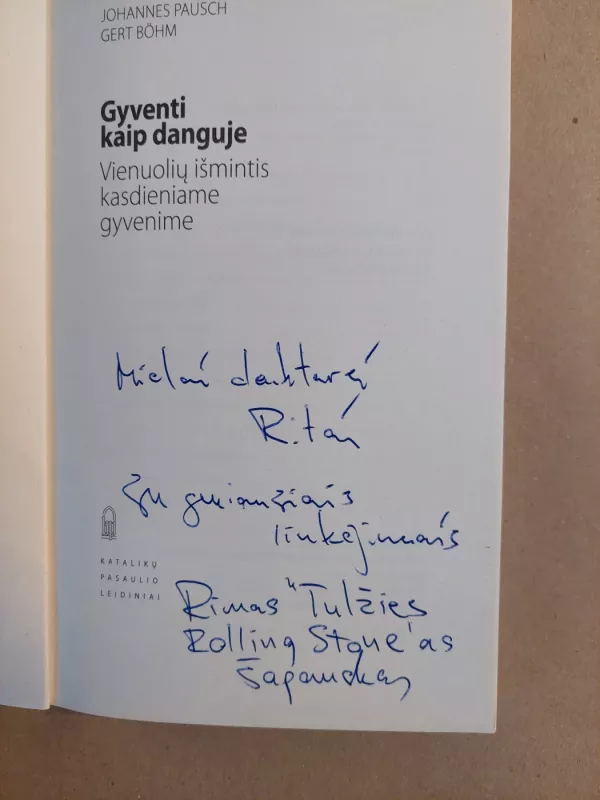 JOHANNES PAUSCH
GERT BÖHM
Gyventi
kaip danguje
Vienuolių išmintis
kasdieniame
gyvenime
Mielai daktarei
Ritai
Su
linkėjimais
KATALIKŲ
PASAULIO
LEIDINIAI
Rimas "Tulžies
Rolling Stone'as